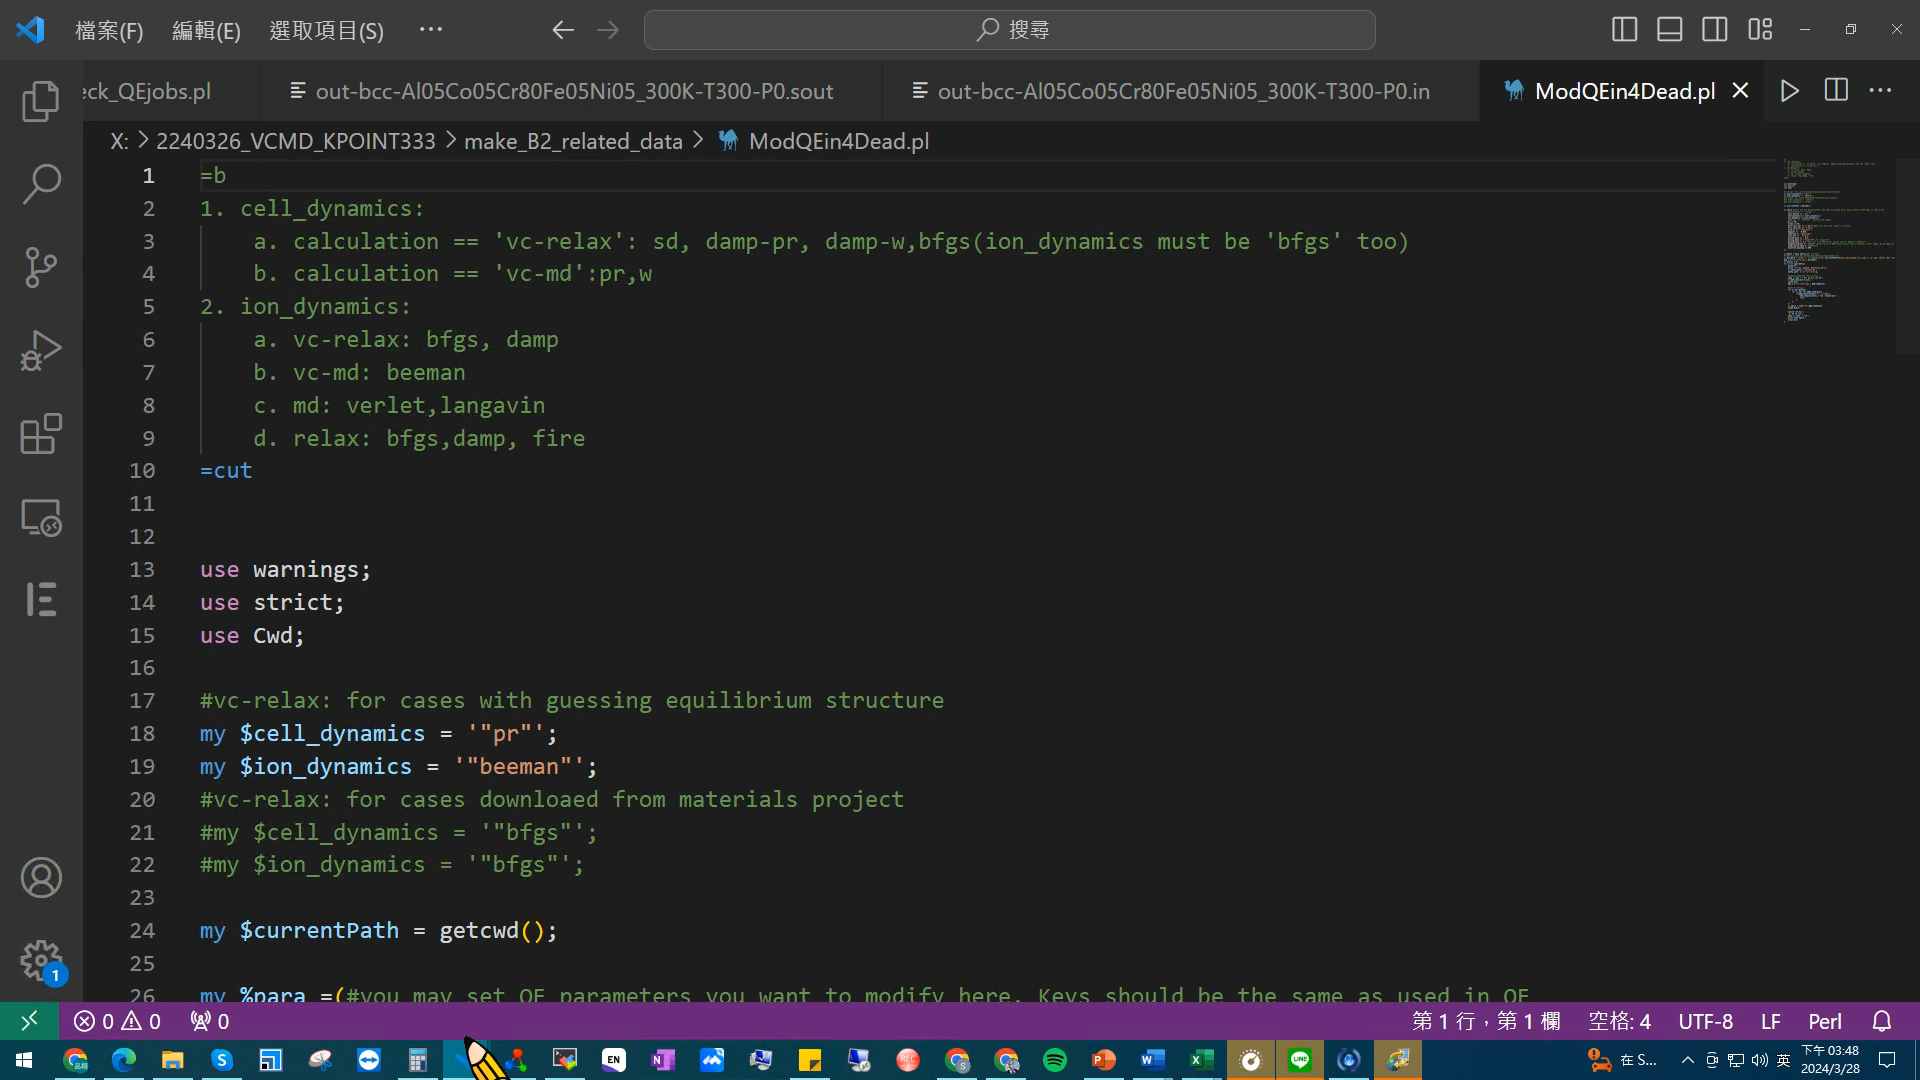 檔案(F) 編輯(E) 選取項目(S) ··· 搜尋
eck_QEjobs.pl out-bcc-Al05Co05Cr80Fe05Ni05_300K-T300-P0.sout out-bcc-Al05Co05Cr80Fe05Ni05_300K-T300-P0.in ModQEin4Dead.pl
X: > 2240326_VCMD_KPOINT333 > make_B2_related_data > ModQEin4Dead.pl
1 =b
2 1. cell_dynamics:
3 a. calculation == 'vc-relax': sd, damp-pr, damp-w,bfgs(ion_dynamics must be 'bfgs' too)
4 b. calculation == 'vc-md':pr,w
5 2. ion_dynamics:
6 a. vc-relax: bfgs, damp
7 b. vc-md: beeman
8 c. md: verlet,langavin
9 d. relax: bfgs,damp, fire
10 =cut
11
12
13 use warnings;
14 use strict;
15 use Cwd;
16
17 #vc-relax: for cases with guessing equilibrium structure
18 my $cell_dynamics = '"pr"';
19 my $ion_dynamics = '"beeman"';
20 #vc-relax: for cases downloaed from materials project
21 #my $cell_dynamics = '"bfgs"';
22 #my $ion_dynamics = '"bfgs"';
23
24 my $currentPath = getcwd();
25
26 my %para =(#you may set QE parameters you want to modify here. Keys should be the same as used in QE
1
0 0 0 第 1 行，第 1 欄 空格: 4 UTF-8 LF Perl
EN 在 S... 英 下午 03:48
2024/3/28